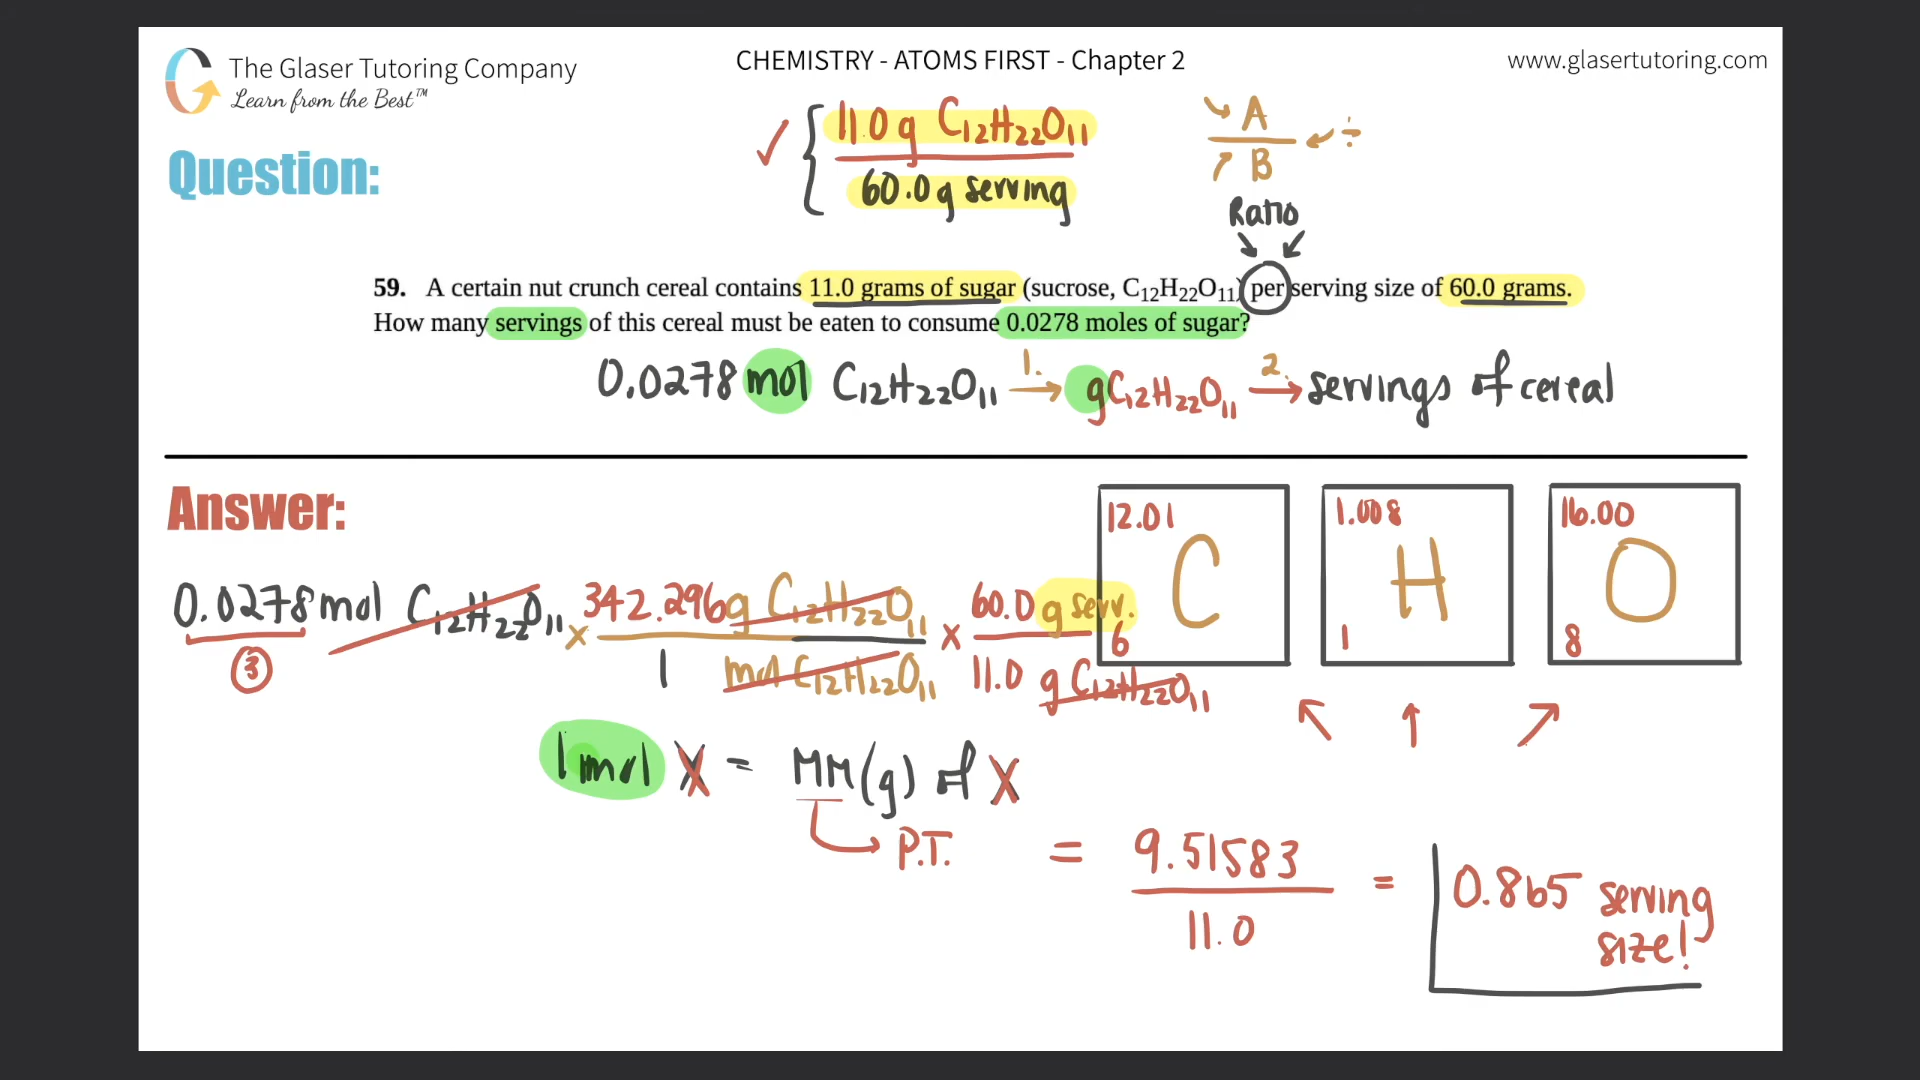 The Glaser Tutoring Company
Learn from the Best™
CHEMISTRY - ATOMS FIRST - Chapter 2
www.glasertutoring.com
Question:
✓ { 11.0 g C₁₂H₂₂O₁₁
60.0 g serving
A ÷
B
Ratio
59. A certain nut crunch cereal contains 11.0 grams of sugar (sucrose, C₁₂H₂₂O₁₁) per serving size of 60.0 grams.
How many servings of this cereal must be eaten to consume 0.0278 moles of sugar?
0.0278 mol C₁₂H₂₂O₁₁ 1. → g C₁₂H₂₂O₁₁ 2. → servings of cereal
Answer:
12.01
C
6
1.008
H
1
16.00
O
8
0.0278 mol C₁₂H₂₂O₁₁ x 342.296 g C₁₂H₂₂O₁₁ x 60.0 g serv.
3
1 mol C₁₂H₂₂O₁₁ 11.0 g C₁₂H₂₂O₁₁
1 mol X = MM(g) of X
P.T.
= 9.51583 = 0.865 serving
11.0 size!